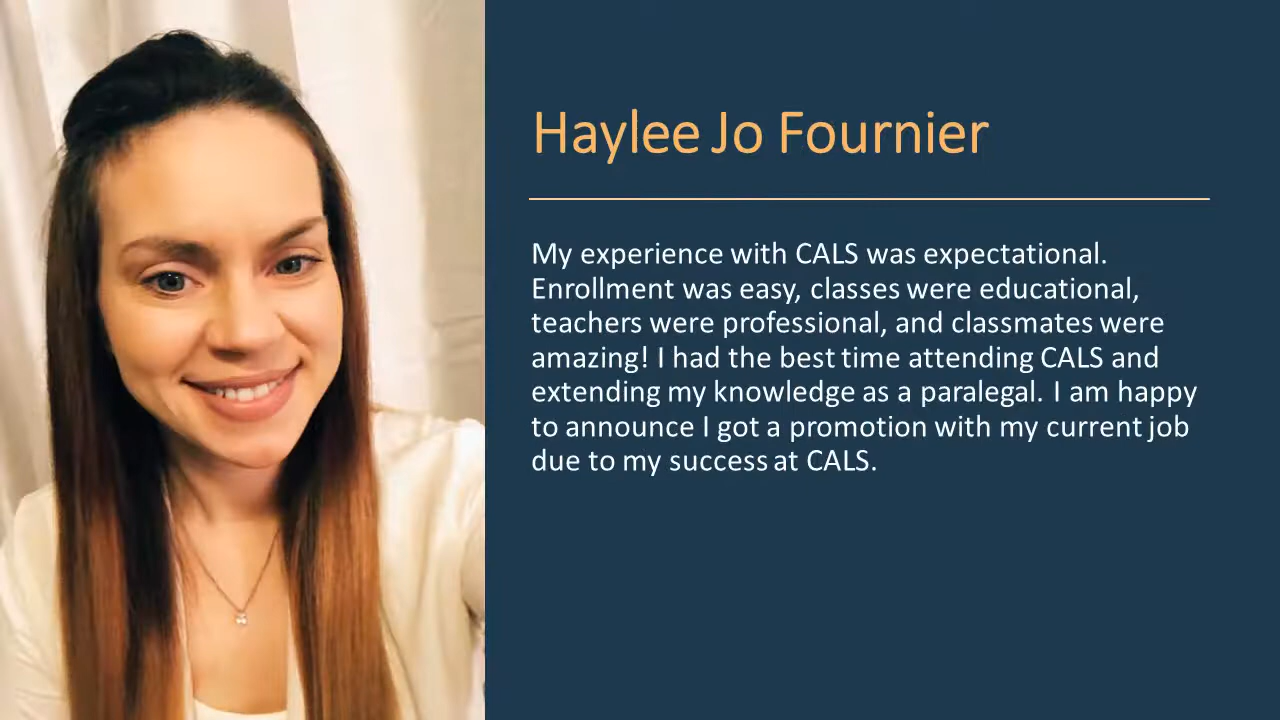 Haylee Jo Fournier
My experience with CALS was expectational.
Enrollment was easy, classes were educational,
teachers were professional, and classmates were
amazing! I had the best time attending CALS and
extending my knowledge as a paralegal. I am happy
to announce I got a promotion with my current job
due to my success at CALS.